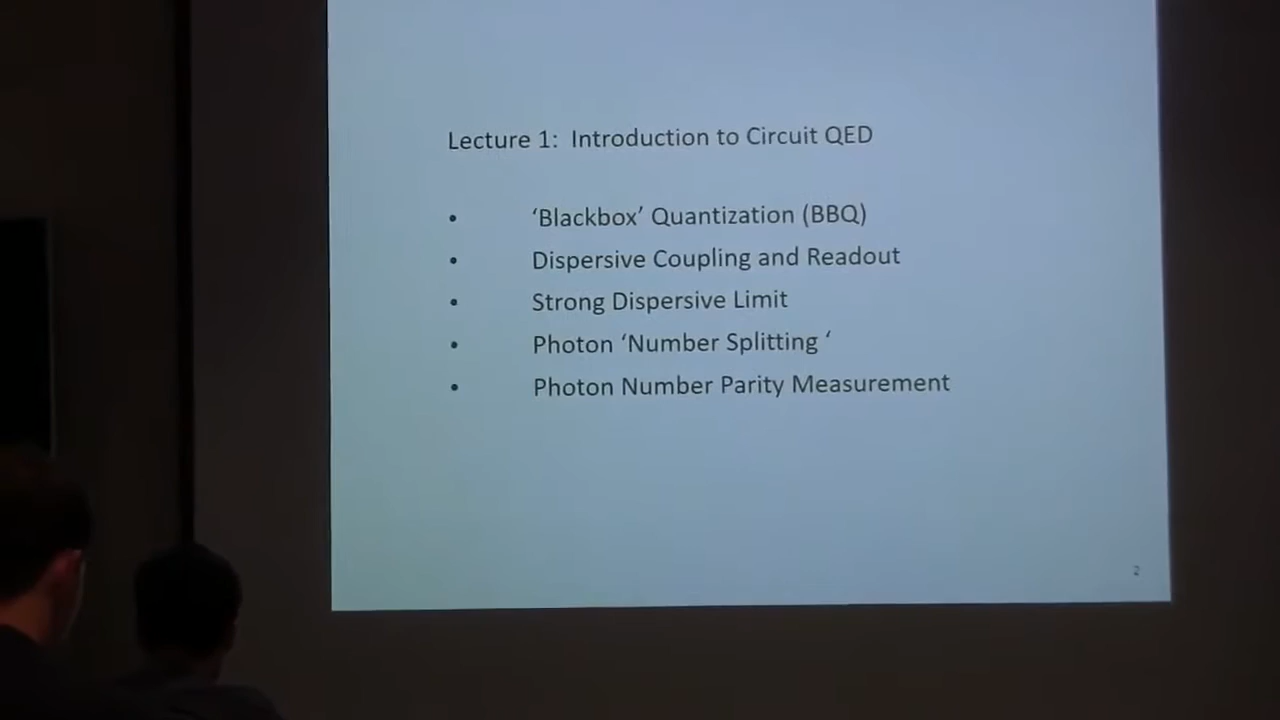 Lecture 1: Introduction to Circuit QED
• ‘Blackbox’ Quantization (BBQ)
• Dispersive Coupling and Readout
• Strong Dispersive Limit
• Photon ‘Number Splitting ‘
• Photon Number Parity Measurement
2